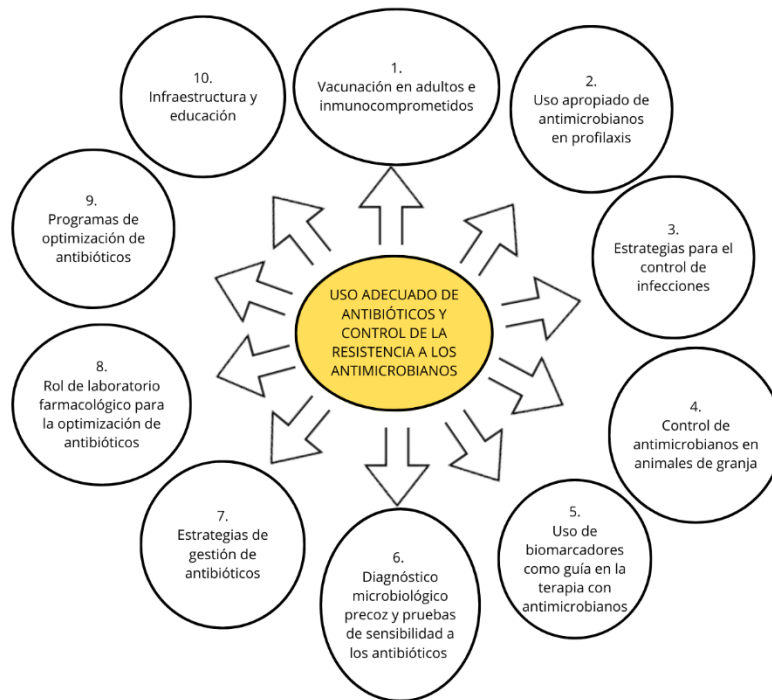 1.
Vacunación en adultos e
inmunocomprometidos
2.
Uso apropiado de
antimicrobianos
en profilaxis
3.
Estrategias para el
control de
infecciones
4.
Control de
antimicrobianos en
animales de granja
5.
Uso de
biomarcadores
como guía en la
terapia con
antimicrobianos
6.
Diagnóstico
microbiológico
precoz y pruebas
de sensibilidad a
los antibióticos
7.
Estrategias de
gestión de
antibióticos
8.
Rol de laboratorio
farmacológico para
la optimización de
antibióticos
9.
Programas de
optimización de
antibióticos
10.
Infraestructura y
educación
USO ADECUADO DE
ANTIBIÓTICOS Y
CONTROL DE LA
RESISTENCIA A LOS
ANTIMICROBIANOS